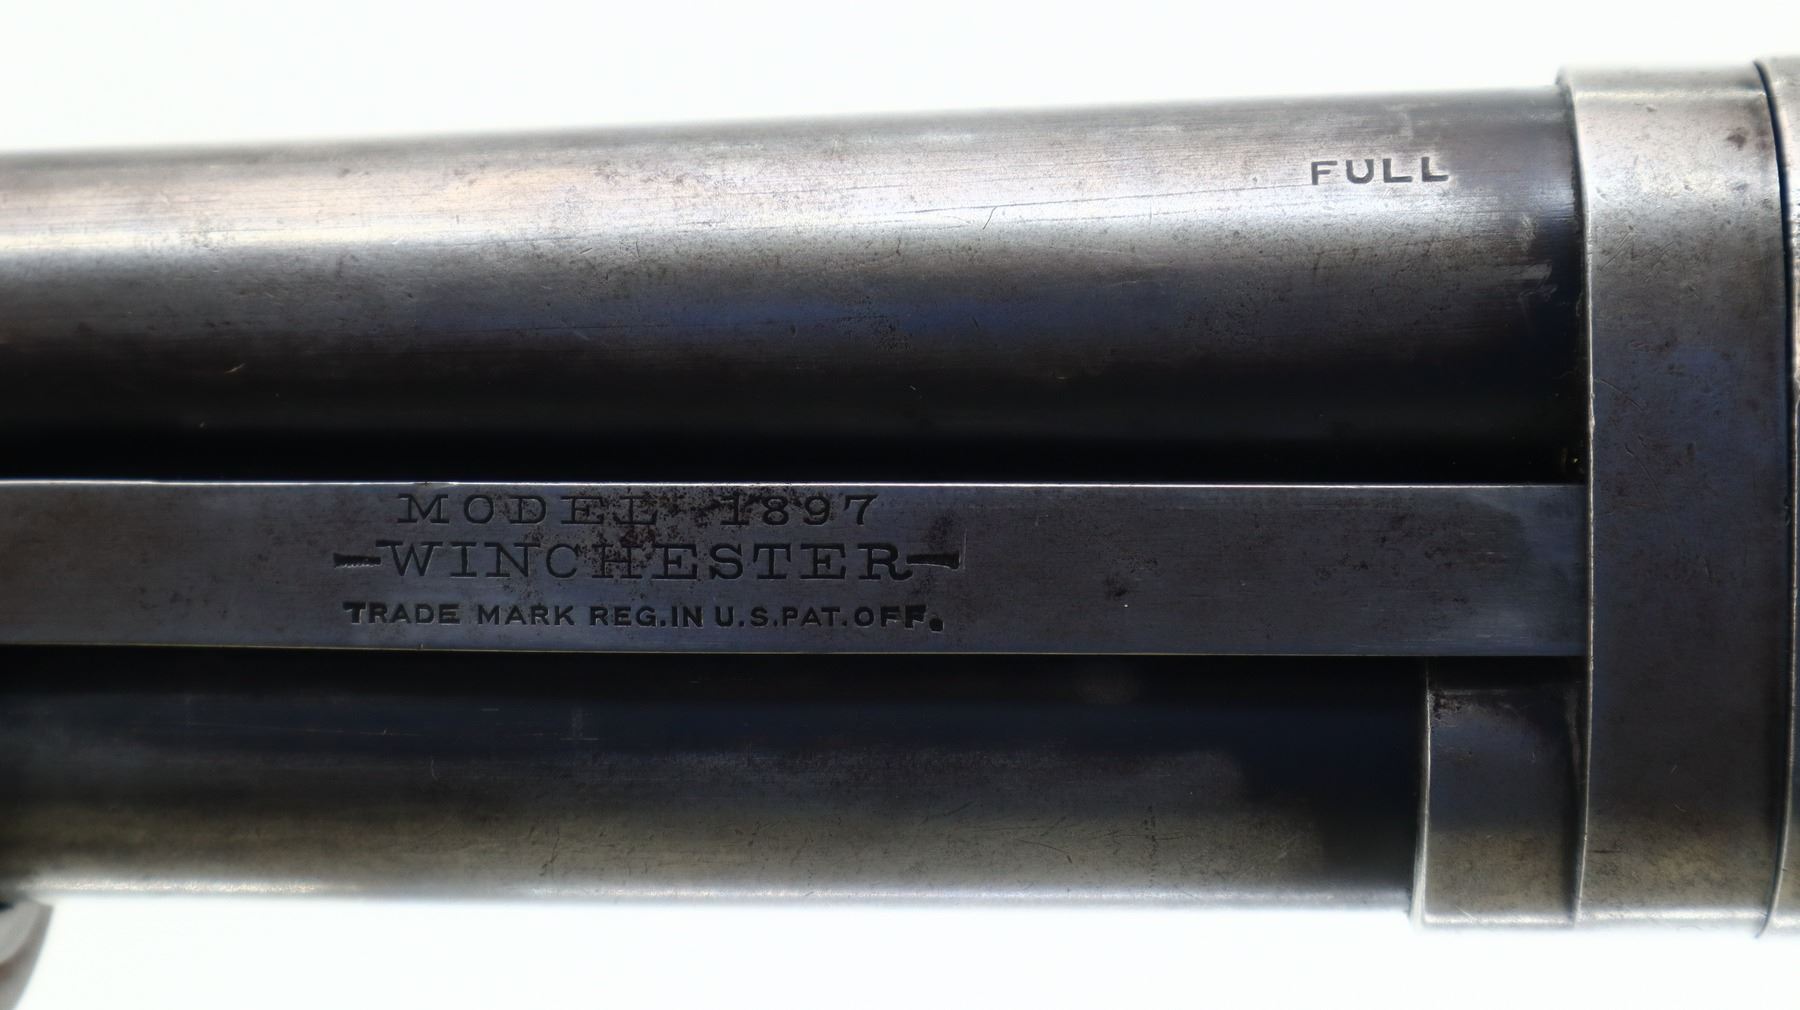 FULL
MODEL 1897
-WINCHESTER-
TRADE MARK REG.IN U.S.PAT.OFF.